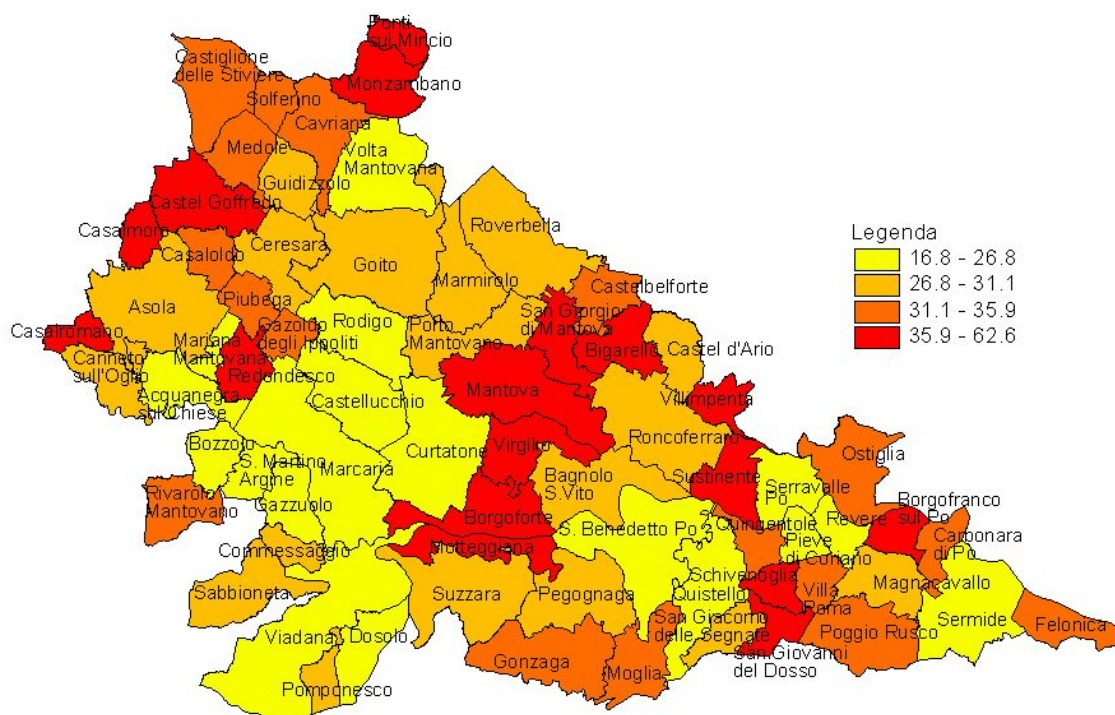 Ponti
sul Mincio
Castiglione
delle Stiviere
Monzambano
Solferino
Cavriana
Medole
Volta
Mantovana
Guidizzolo
Castel Goffredo
Roverbella
Casalmoro
Ceresara
Casaloldo
Goito
Legenda
16.8 - 26.8
26.8 - 31.1
31.1 - 35.9
35.9 - 62.6
Marmirolo
Castelbelforte
Asola
Piubega
San Giorgio
di Mantova
Casalromano
Gazoldo
degli Ippoliti
Rodigo
Porto
Mantovano
Mariana
Mantovana
Bigarello
Castel d'Ario
Canneto
sull'Oglio
Redondesco
Mantova
Acquanegra
sul Chiese
Castellucchio
Villimpenta
Bozzolo
Curtatone
Virgilio
Roncoferraro
Ostiglia
S. Martino
Argine
Marcaria
Bagnolo
S.Vito
Sustinente
Serravalle
Po
Rivarolo
Mantovano
Gazzuolo
Borgofranco
sul Po
Borgoforte
S. Benedetto Po
Quingentole
Revere
Carbonara
di Po
Commessaggio
Motteggiana
Pieve
di Coriano
Schivenoglia
Magnacavallo
Sabbioneta
Suzzara
Pegognaga
Quistello
Villa
Poma
San Giacomo
delle Segnate
Sermide
Felonica
Viadana
Dosolo
Poggio Rusco
Gonzaga
Moglia
San Giovanni
del Dosso
Pomponesco